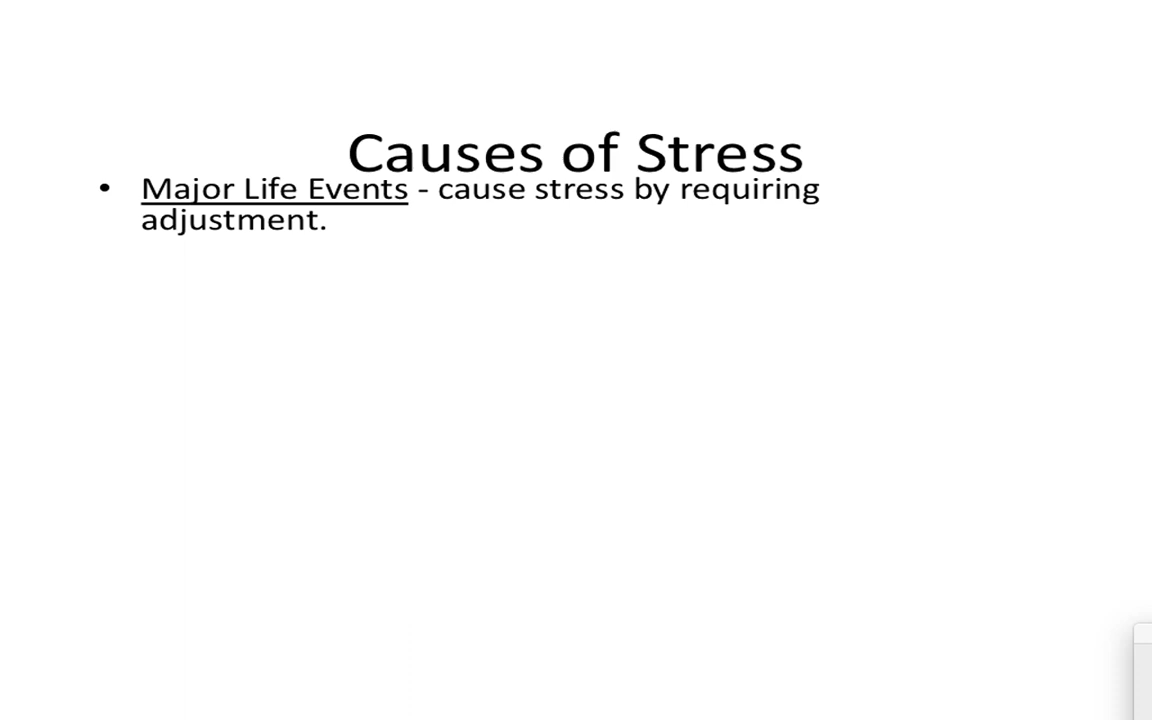 Causes of Stress
• Major Life Events - cause stress by requiring
adjustment.